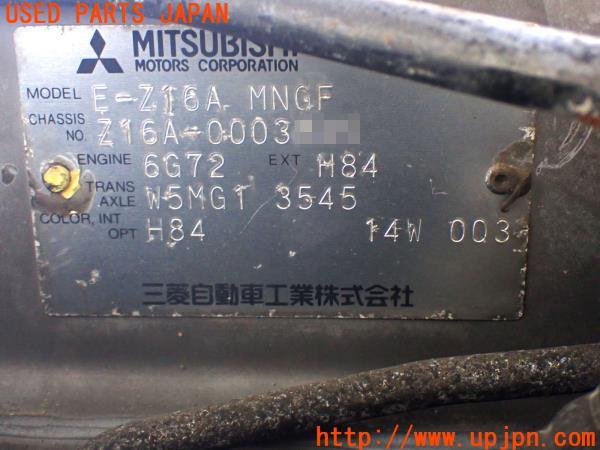 USED PARTS JAPAN
MITSUBISHI
MOTORS CORPORATION
MODEL E-Z16A MNGF
CHASSIS NO. Z16A-0003
ENGINE 6G72 EXT H84
TRANS AXLE W5MG1 3545
COLOR, INT OPT H84 14W 003
三菱自動車工業株式会社
http://www.upjpn.com/